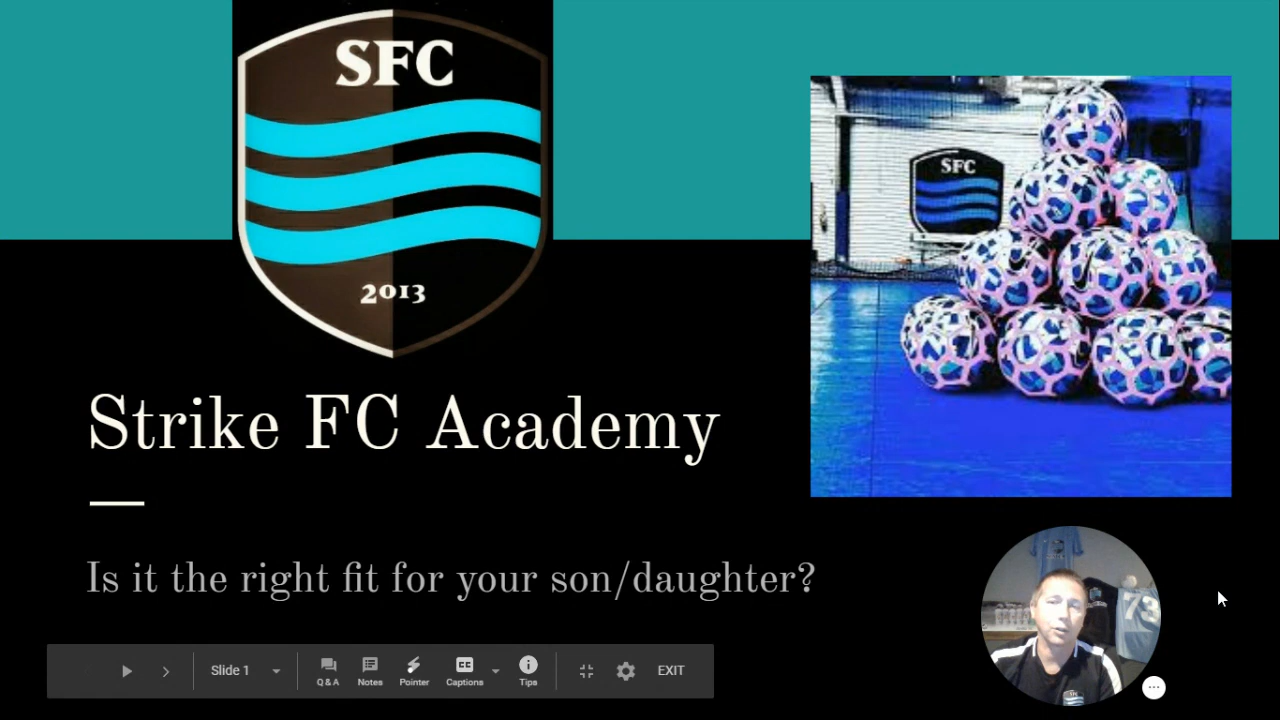 SFC
2013
SFC
Strike FC Academy
Is it the right fit for your son/daughter?
73
Slide 1
Q & A
Notes
Pointer
CC
Captions
Tips
EXIT